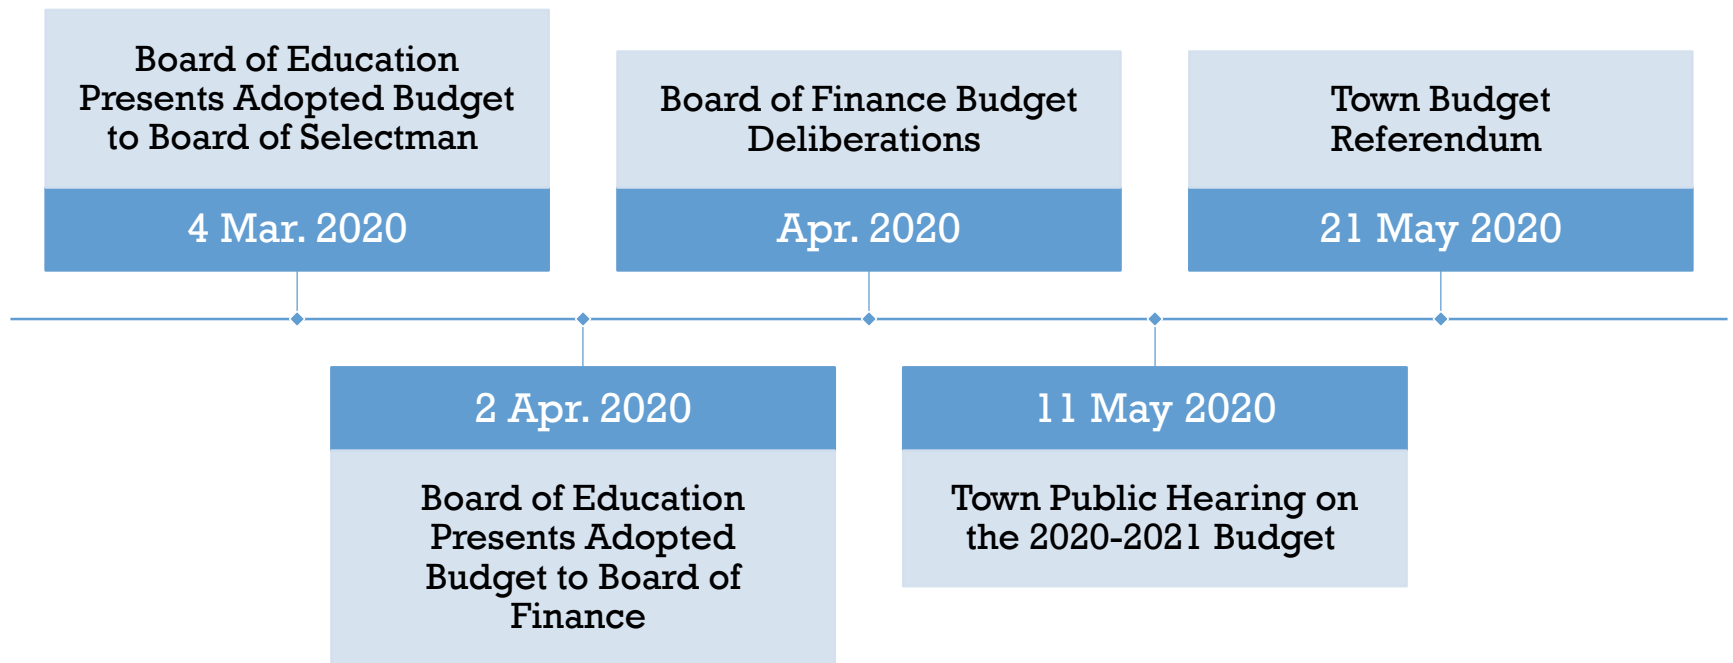 Board of Education
Presents Adopted Budget
to Board of Selectman
4 Mar. 2020
2 Apr. 2020
Board of Education
Presents Adopted
Budget to Board of
Finance
Board of Finance Budget
Deliberations
Apr. 2020
11 May 2020
Town Public Hearing on
the 2020-2021 Budget
Town Budget
Referendum
21 May 2020